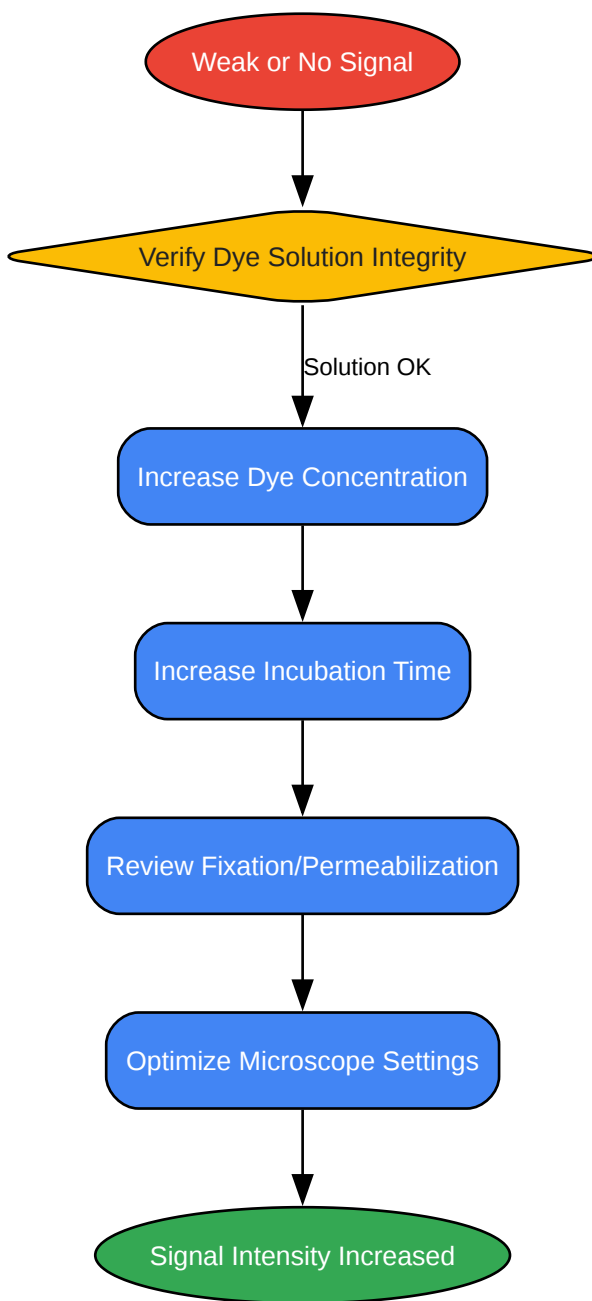 Weak or No Signal
Verify Dye Solution Integrity
Solution OK
Increase Dye Concentration
Increase Incubation Time
Review Fixation/Permeabilization
Optimize Microscope Settings
Signal Intensity Increased